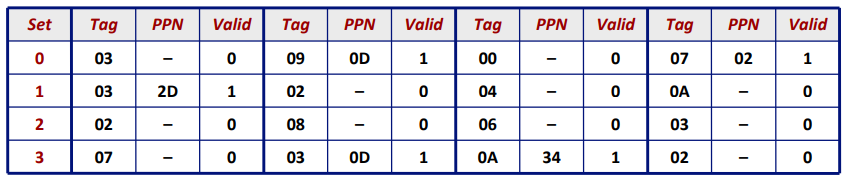 Set Tag PPN Valid Tag PPN Valid Tag PPN Valid Tag PPN Valid
0 03 – 0 09 0D 1 00 – 0 07 02 1
1 03 2D 1 02 – 0 04 – 0 0A – 0
2 02 – 0 08 – 0 06 – 0 03 – 0
3 07 – 0 03 0D 1 0A 34 1 02 – 0